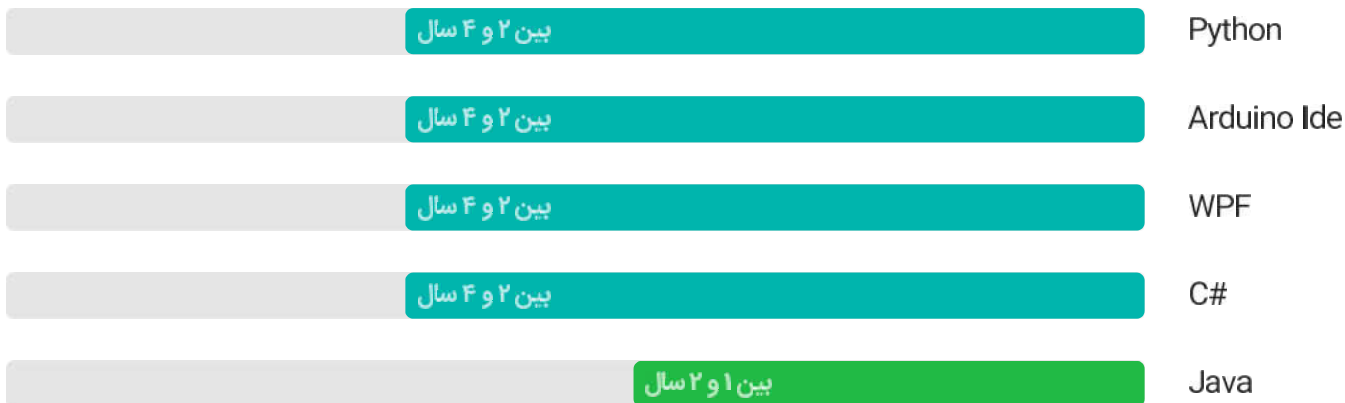 Python بین ۲ و ۴ سال
Arduino Ide بین ۲ و ۴ سال
WPF بین ۲ و ۴ سال
C# بین ۲ و ۴ سال
Java بین ۱ و ۲ سال